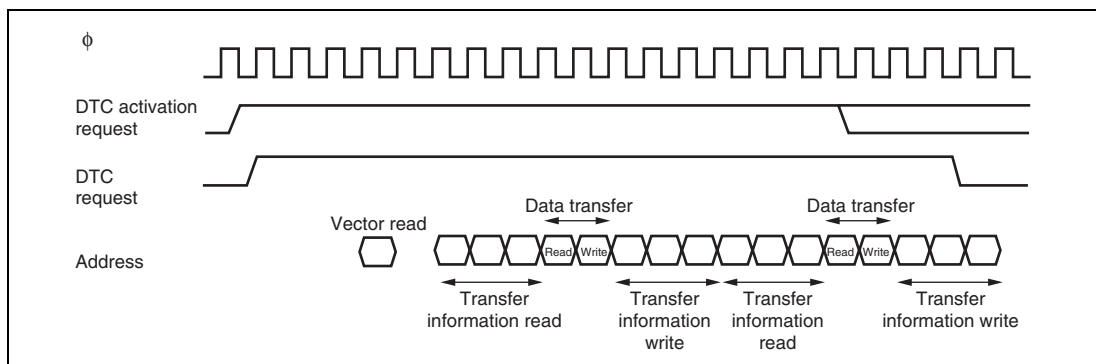 ϕ
DTC activation
request
DTC
request
Data transfer
Data transfer
Vector read
Address
Read
Write
Read
Write
Transfer
information read
Transfer
information
write
Transfer
information
read
Transfer
information write